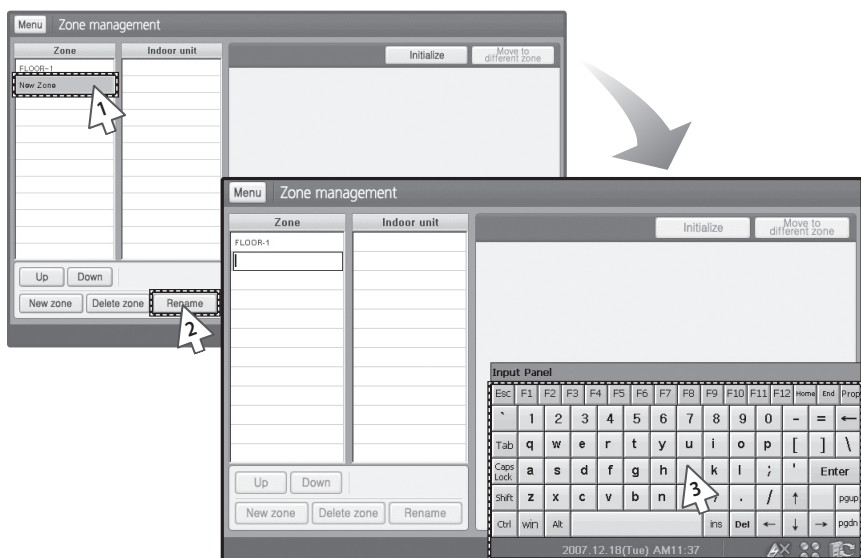 Menu Zone management
Zone Indoor unit
Initialize Move to different zone
FLOOR-1
New Zone
1
Up Down
New zone Delete zone Rename
2
Menu Zone management
Zone Indoor unit
Initialize Move to different zone
FLOOR-1
Up Down
New zone Delete zone Rename
Input Panel
Esc F1 F2 F3 F4 F5 F6 F7 F8 F9 F10 F11 F12 Home End Prop
` 1 2 3 4 5 6 7 8 9 0 - = ←
Tab q w e r t y u i o p [ ] \
Caps Lock a s d f g h k l ; ' Enter
Shift z x c v b n . / ↑ pgup
3
Ctrl win Alt ins Del ← ↓ → pgdn
2007.12.18(Tue) AM11:37